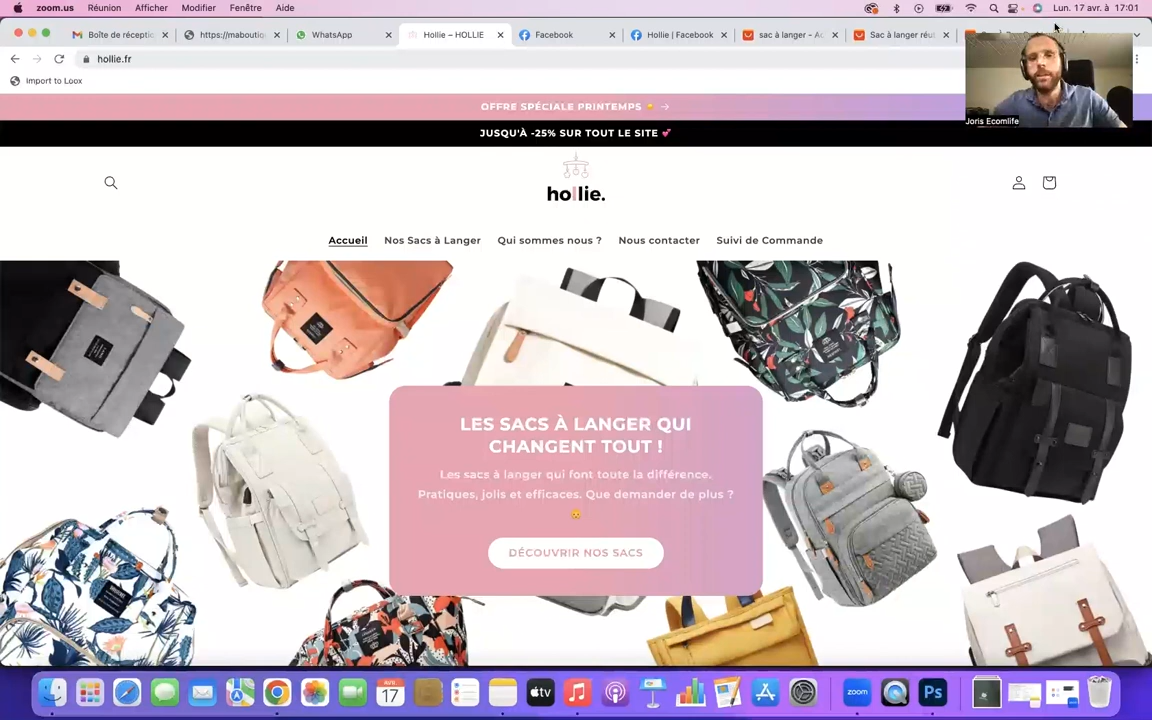 zoom.us Réunion Afficher Modifier Fenêtre Aide Lun. 17 avr. à 17:01
Boîte de réceptio https://maboutiq WhatsApp Hollie – HOLLIE Facebook Hollie | Facebook sac à langer – A Sac à langer réut
hollie.fr
Import to Loox
Joris Ecomlife
OFFRE SPÉCIALE PRINTEMPS
JUSQU'À -25% SUR TOUT LE SITE
hollie.
Accueil Nos Sacs à Langer Qui sommes nous ? Nous contacter Suivi de Commande
LES SACS À LANGER QUI
CHANGENT TOUT !
Les sacs à langer qui font toute la différence.
Pratiques, jolis et efficaces. Que demander de plus ?
DÉCOUVRIR NOS SACS
AVR.
17
tv
zoom
Ps